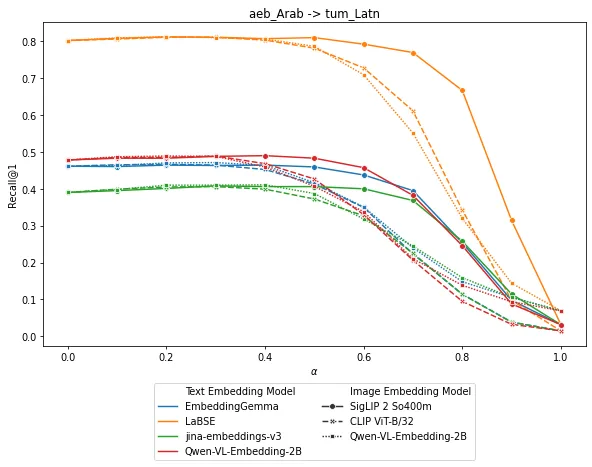 aeb_Arab -> tum_Latn
0.8
0.7
0.6
0.5
0.4
0.3
0.2
0.1
0.0
Recall@1
0.0 0.2 0.4 0.6 0.8 1.0
α
Text Embedding Model Image Embedding Model
EmbeddingGemma SigLIP 2 So400m
LaBSE CLIP ViT-B/32
jina-embeddings-v3 Qwen-VL-Embedding-2B
Qwen-VL-Embedding-2B